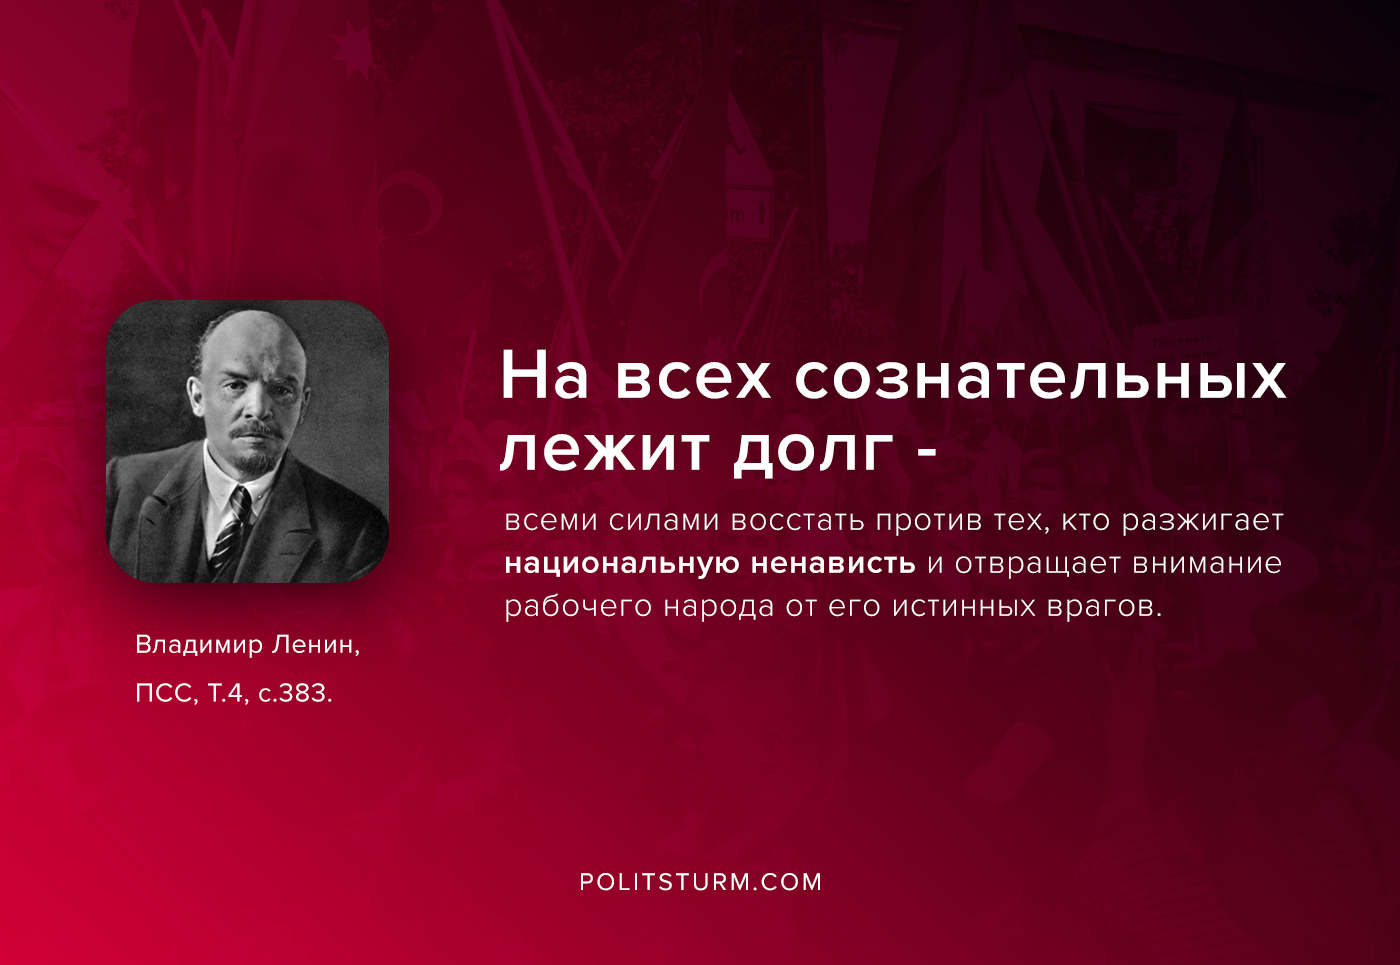 На всех сознательных
лежит долг -
всеми силами восстать против тех, кто разжигает
национальную ненависть и отвращает внимание
рабочего народа от его истинных врагов.
Владимир Ленин,
ПСС, Т.4, с.383.
POLITSTURM.COM